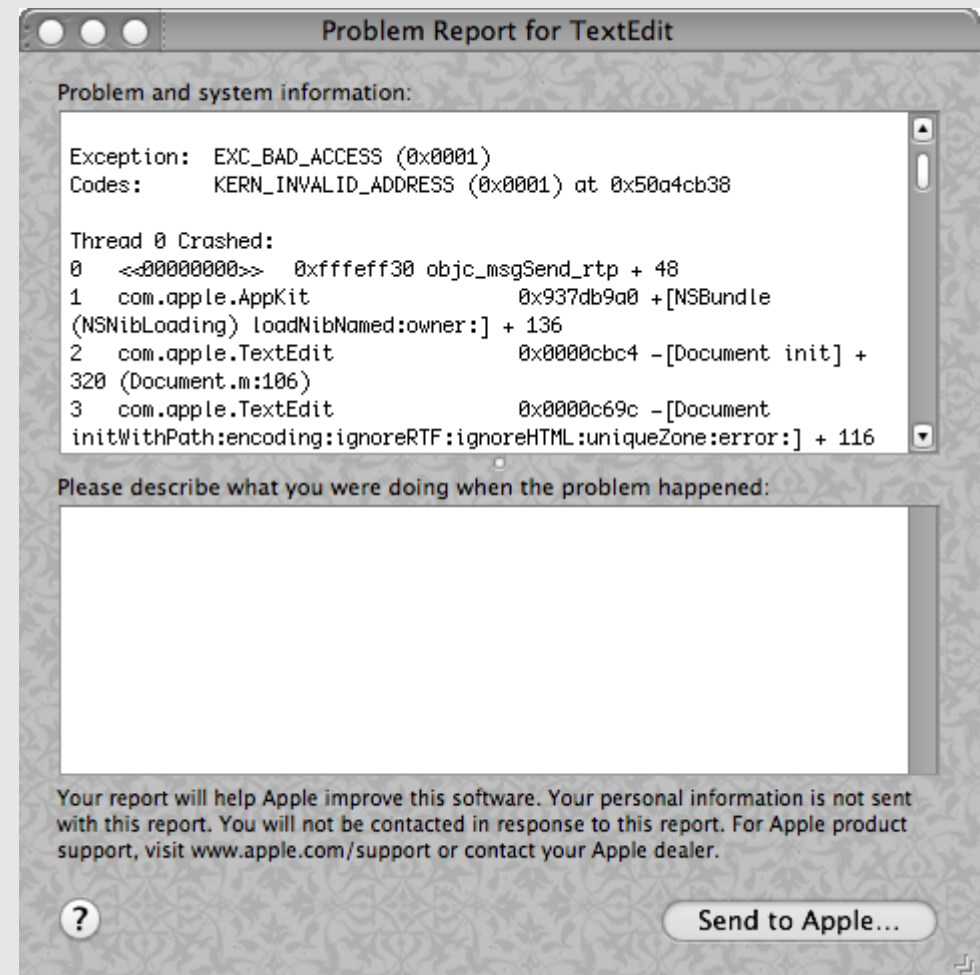 Problem Report for TextEdit
Problem and system information:
Exception:  EXC_BAD_ACCESS (0x0001)
Codes:      KERN_INVALID_ADDRESS (0x0001) at 0x50a4cb38
Thread 0 Crashed:
0   <<00000000>>   0xfffeff30 objc_msgSend_rtp + 48
1   com.apple.AppKit                0x937db9a0 +[NSBundle
(NSNibLoading) loadNibNamed:owner:] + 136
2   com.apple.TextEdit              0x0000cbc4 -[Document init] +
320 (Document.m:106)
3   com.apple.TextEdit              0x0000c69c -[Document
initWithPath:encoding:ignoreRTF:ignoreHTML:uniqueZone:error:] + 116
Please describe what you were doing when the problem happened:
Your report will help Apple improve this software. Your personal information is not sent
with this report. You will not be contacted in response to this report. For Apple product
support, visit www.apple.com/support or contact your Apple dealer.
?
Send to Apple...